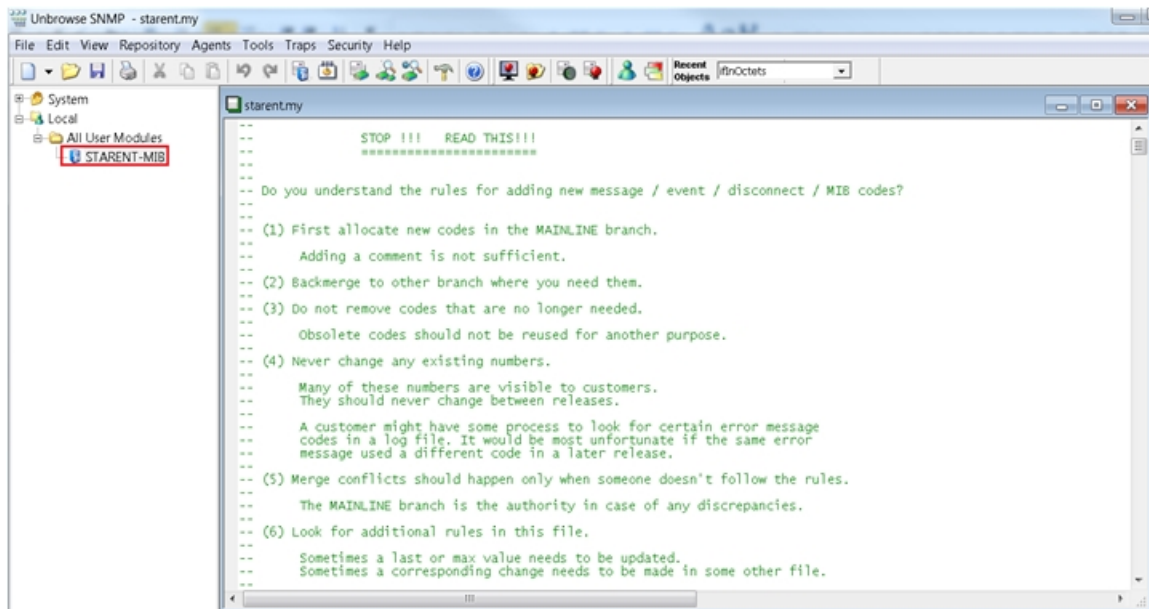 Unbrowse SNMP - starent.my
File Edit View Repository Agents Tools Traps Security Help
Recent Objects ifInOctets
System
Local
All User Modules
STARENT-MIB
starent.my
--
-- STOP !!! READ THIS!!!
-- ========================
--
--
-- Do you understand the rules for adding new message / event / disconnect / MIB codes?
--
--
-- (1) First allocate new codes in the MAINLINE branch.
--
-- Adding a comment is not sufficient.
--
-- (2) Backmerge to other branch where you need them.
--
-- (3) Do not remove codes that are no longer needed.
--
-- Obsolete codes should not be reused for another purpose.
--
-- (4) Never change any existing numbers.
--
-- Many of these numbers are visible to customers.
-- They should never change between releases.
--
-- A customer might have some process to look for certain error message
-- codes in a log file. It would be most unfortunate if the same error
-- message used a different code in a later release.
--
-- (5) Merge conflicts should happen only when someone doesn't follow the rules.
--
-- The MAINLINE branch is the authority in case of any discrepancies.
--
-- (6) Look for additional rules in this file.
--
-- Sometimes a last or max value needs to be updated.
-- Sometimes a corresponding change needs to be made in some other file.
--